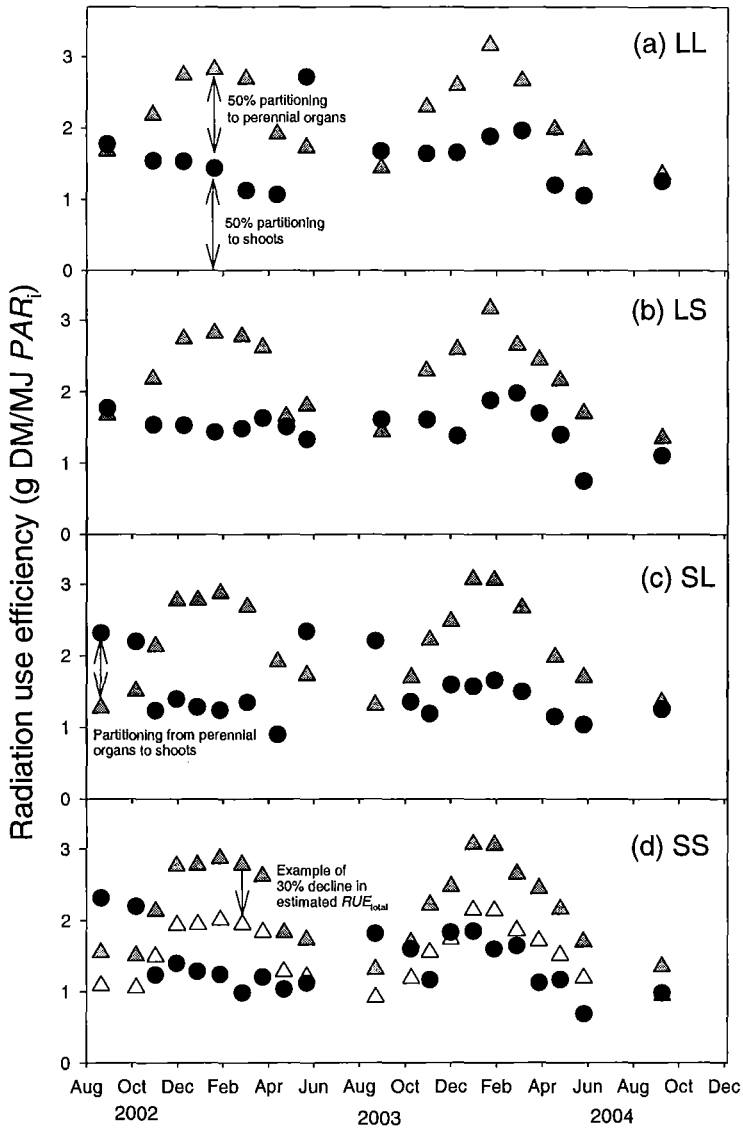 Radiation use efficiency (g DM/MJ PARi)
(a) LL
3
2
1
0
50% partitioning
to perennial organs
50% partitioning
to shoots
(b) LS
3
2
1
0
(c) SL
3
2
1
0
Partitioning from perennial
organs to shoots
(d) SS
3
2
1
0
Example of
30% decline in
estimated RUEtotal
Aug Oct Dec Feb Apr Jun Aug Oct Dec Feb Apr Jun Aug Oct Dec
2002 2003 2004